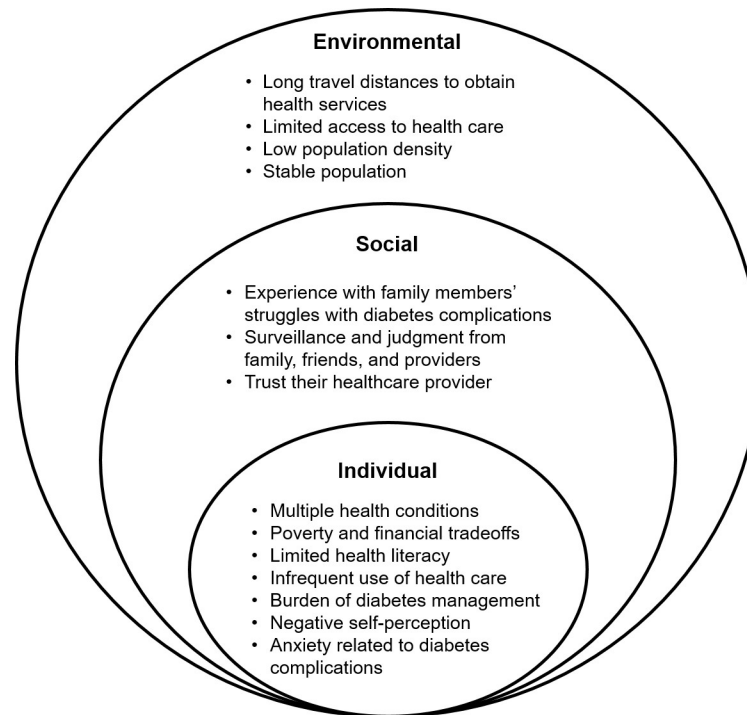 Environmental
• Long travel distances to obtain
health services
• Limited access to health care
• Low population density
• Stable population
Social
• Experience with family members’
struggles with diabetes complications
• Surveillance and judgment from
family, friends, and providers
• Trust their healthcare provider
Individual
• Multiple health conditions
• Poverty and financial tradeoffs
• Limited health literacy
• Infrequent use of health care
• Burden of diabetes management
• Negative self-perception
• Anxiety related to diabetes
complications